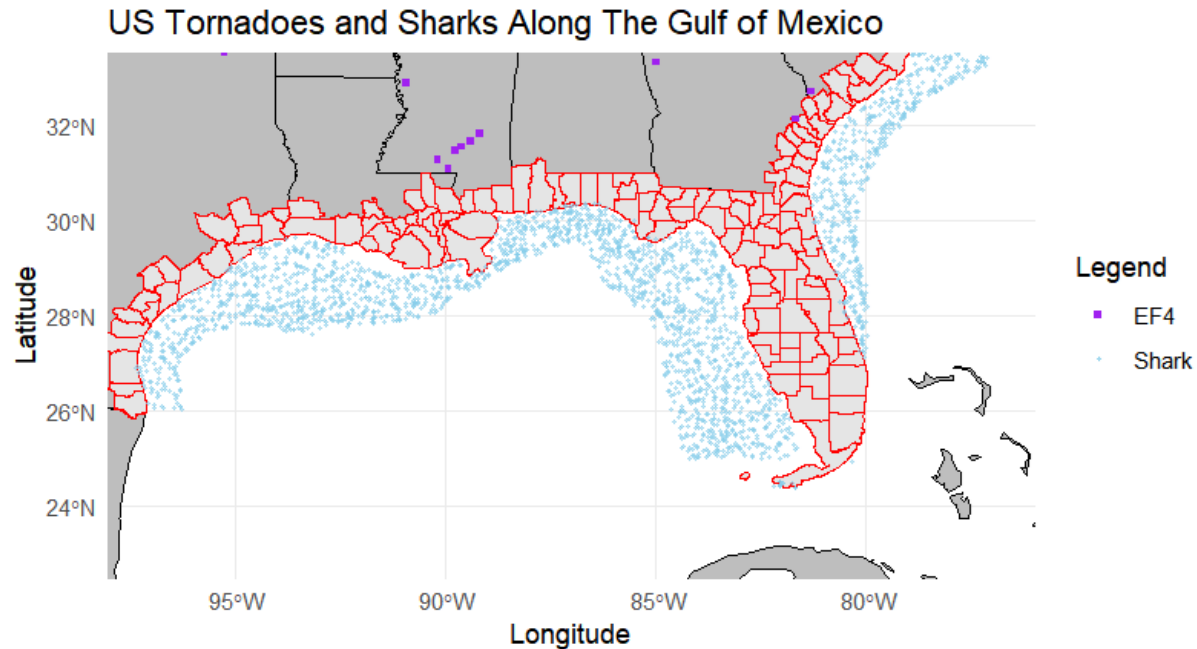 US Tornadoes and Sharks Along The Gulf of Mexico
32°N
30°N
28°N
26°N
24°N
Latitude
95°W 90°W 85°W 80°W
Longitude
Legend
EF4
Shark